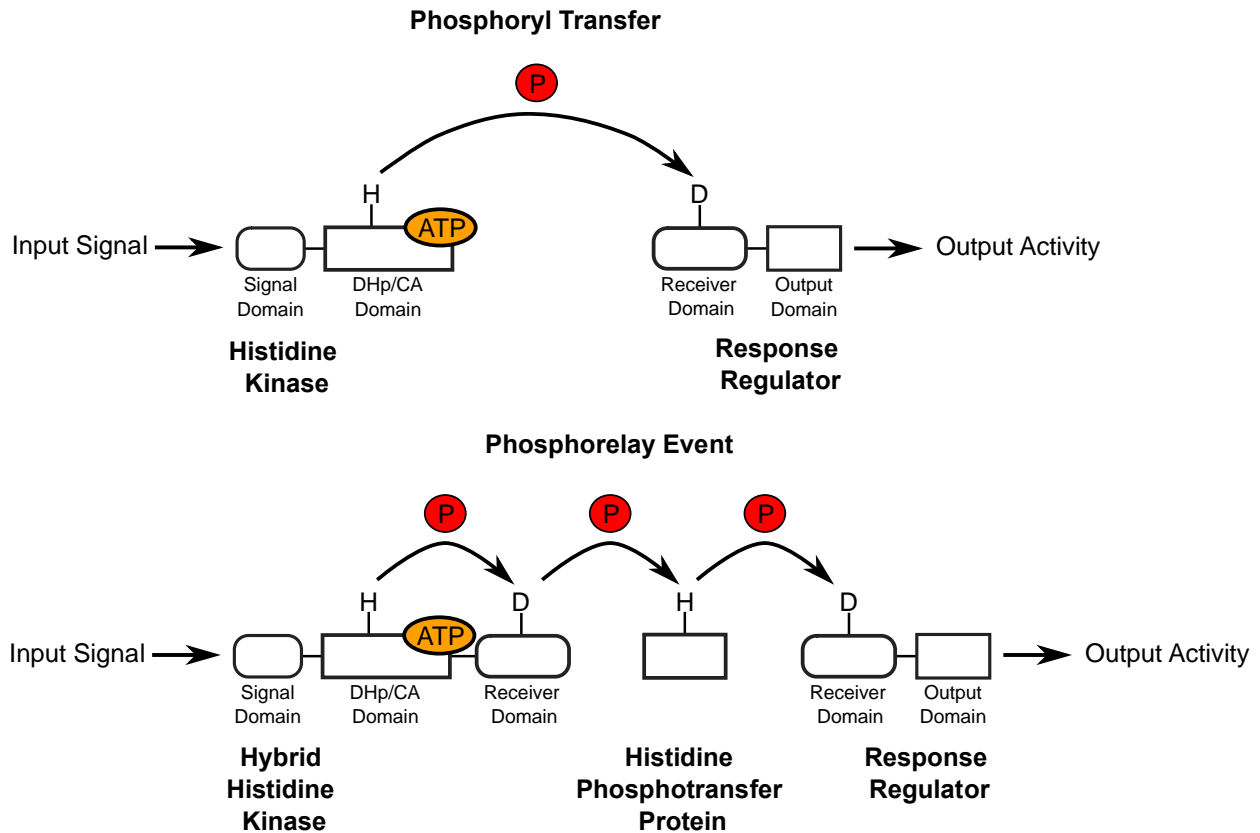 Phosphoryl Transfer
P
H
D
ATP
Input Signal
Output Activity
Signal
Domain
DHp/CA
Domain
Receiver
Domain
Output
Domain
Histidine
Kinase
Response
Regulator
Phosphorelay Event
P
P
P
H
D
H
D
ATP
Input Signal
Output Activity
Signal
Domain
DHp/CA
Domain
Receiver
Domain
Receiver
Domain
Output
Domain
Hybrid
Histidine
Kinase
Histidine
Phosphotransfer
Protein
Response
Regulator